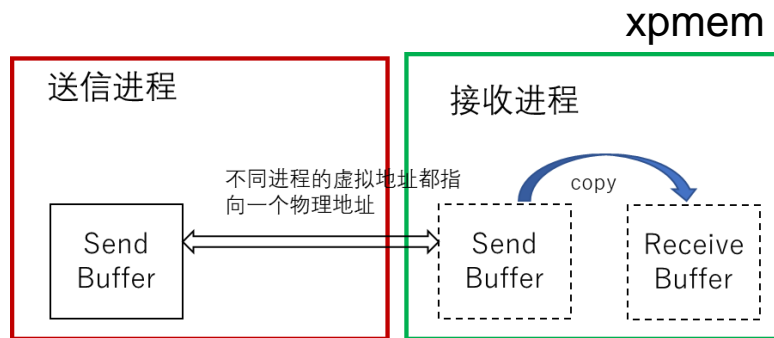 xpmem
送信进程
接收进程
不同进程的虚拟地址都指
向一个物理地址
copy
Send
Buffer
Send
Buffer
Receive
Buffer